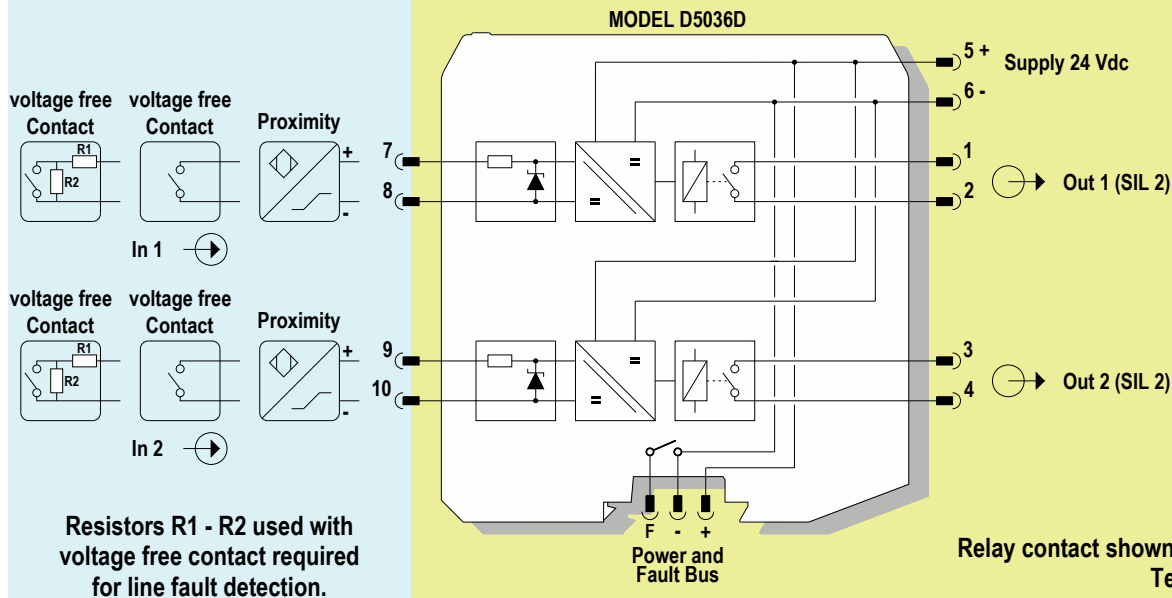 MODEL D5036D
5 +
Supply 24 Vdc
6 -
voltage free
Contact
voltage free
Contact
Proximity
R1
R2
+
-
7
8
1
2
Out 1 (SIL 2)
In 1
=
=
voltage free
Contact
voltage free
Contact
Proximity
R1
R2
+
-
9
10
3
4
Out 2 (SIL 2)
In 2
=
=
F - +
Power and
Fault Bus
Resistors R1 - R2 used with
voltage free contact required
for line fault detection.
Relay contact shown